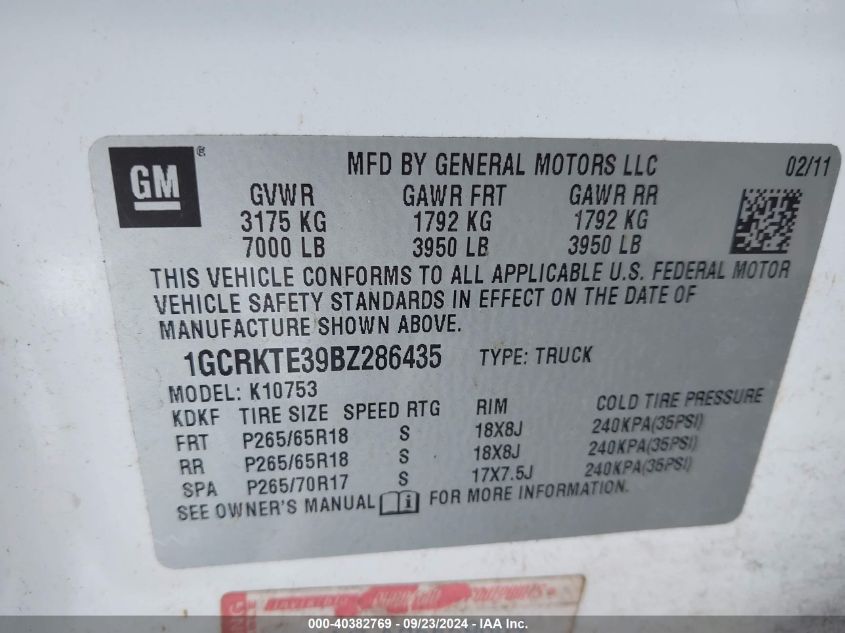 GM ®
MFD BY GENERAL MOTORS LLC 02/11
GVWR GAWR FRT GAWR RR
3175 KG 1792 KG 1792 KG
7000 LB 3950 LB 3950 LB
THIS VEHICLE CONFORMS TO ALL APPLICABLE U.S. FEDERAL MOTOR
VEHICLE SAFETY STANDARDS IN EFFECT ON THE DATE OF
MANUFACTURE SHOWN ABOVE.
1GCRKTE39BZ286435 TYPE: TRUCK
MODEL: K10753
KDKF TIRE SIZE SPEED RTG RIM COLD TIRE PRESSURE
FRT P265/65R18 S 18X8J 240KPA(35PSI)
RR P265/65R18 S 18X8J 240KPA(35PSI)
SPA P265/70R17 S 17X7.5J 240KPA(35PSI)
SEE OWNER'S MANUAL i FOR MORE INFORMATION.
000-40382769 - 09/23/2024 - IAA Inc.